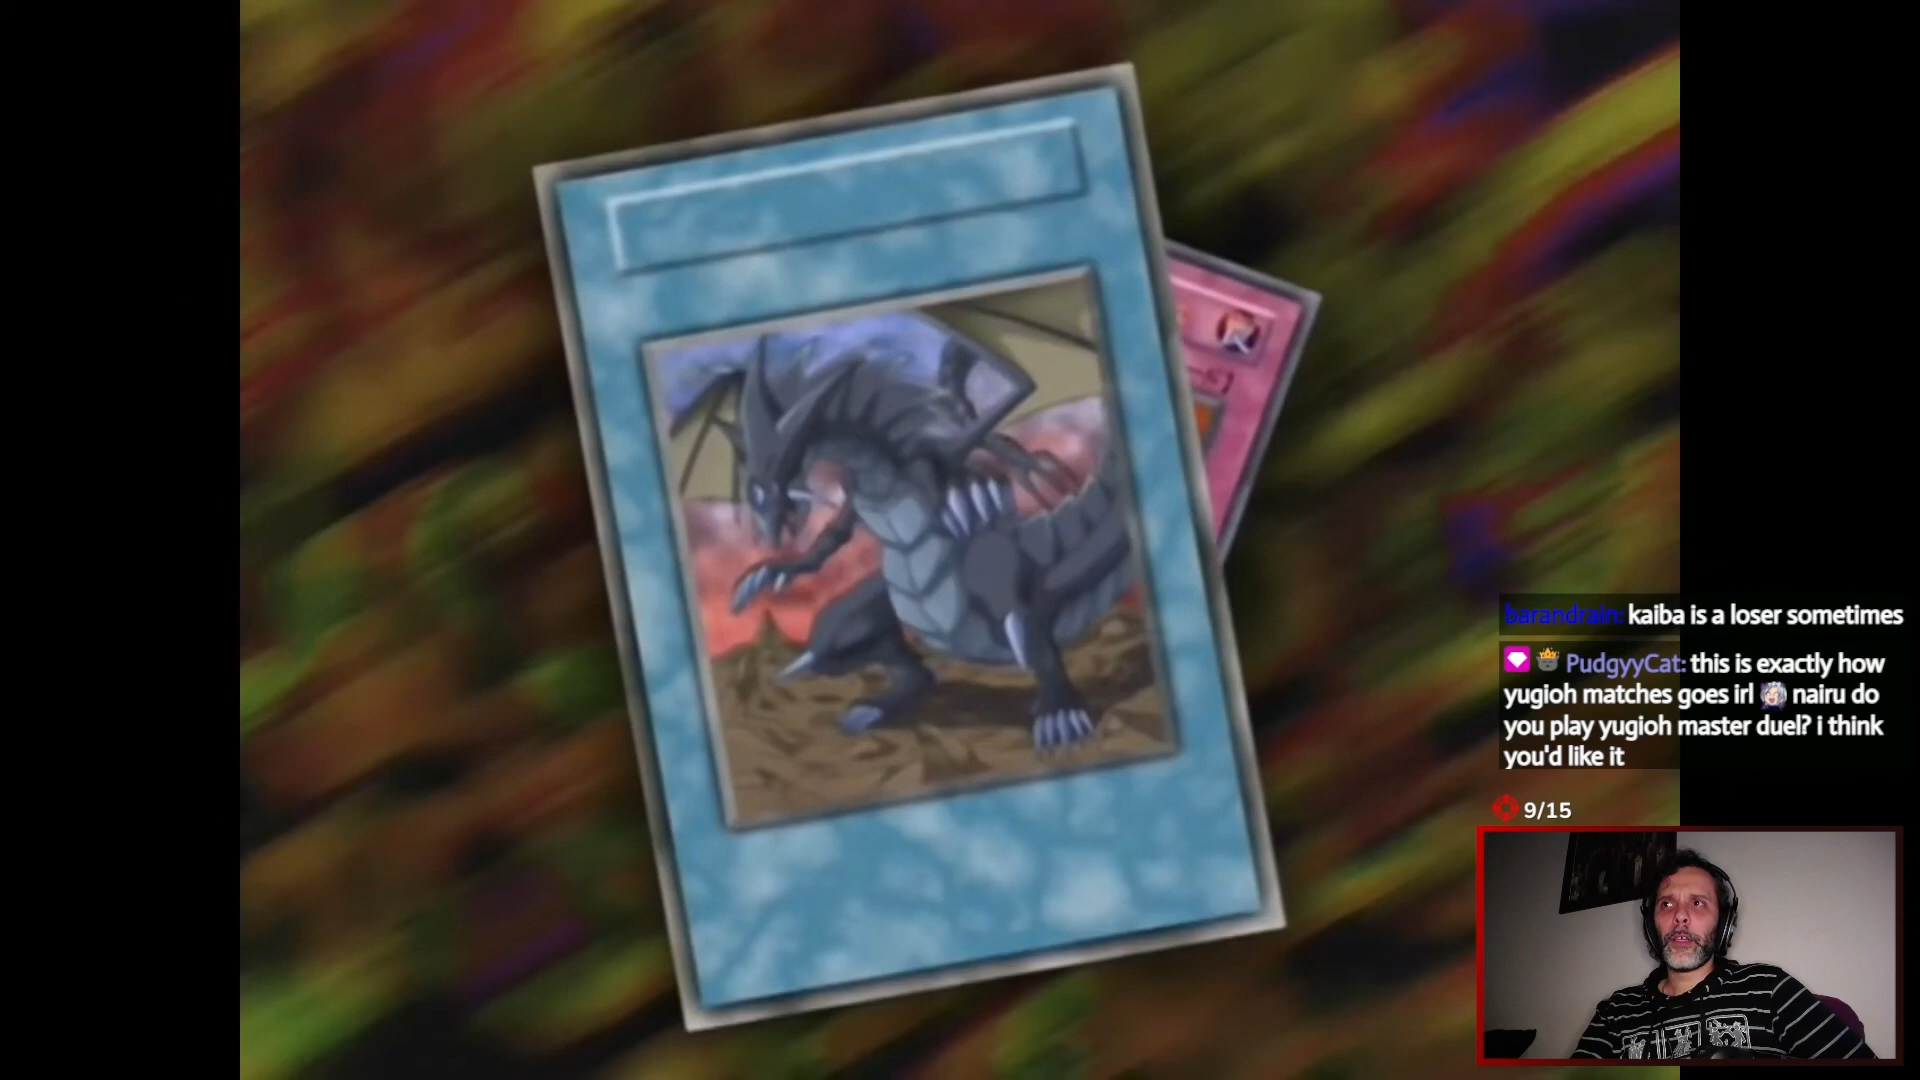 barandrain: kaiba is a loser sometimes
PudgyyCat: this is exactly how
yugioh matches goes irl nairu do
you play yugioh master duel? i think
you'd like it
9/15